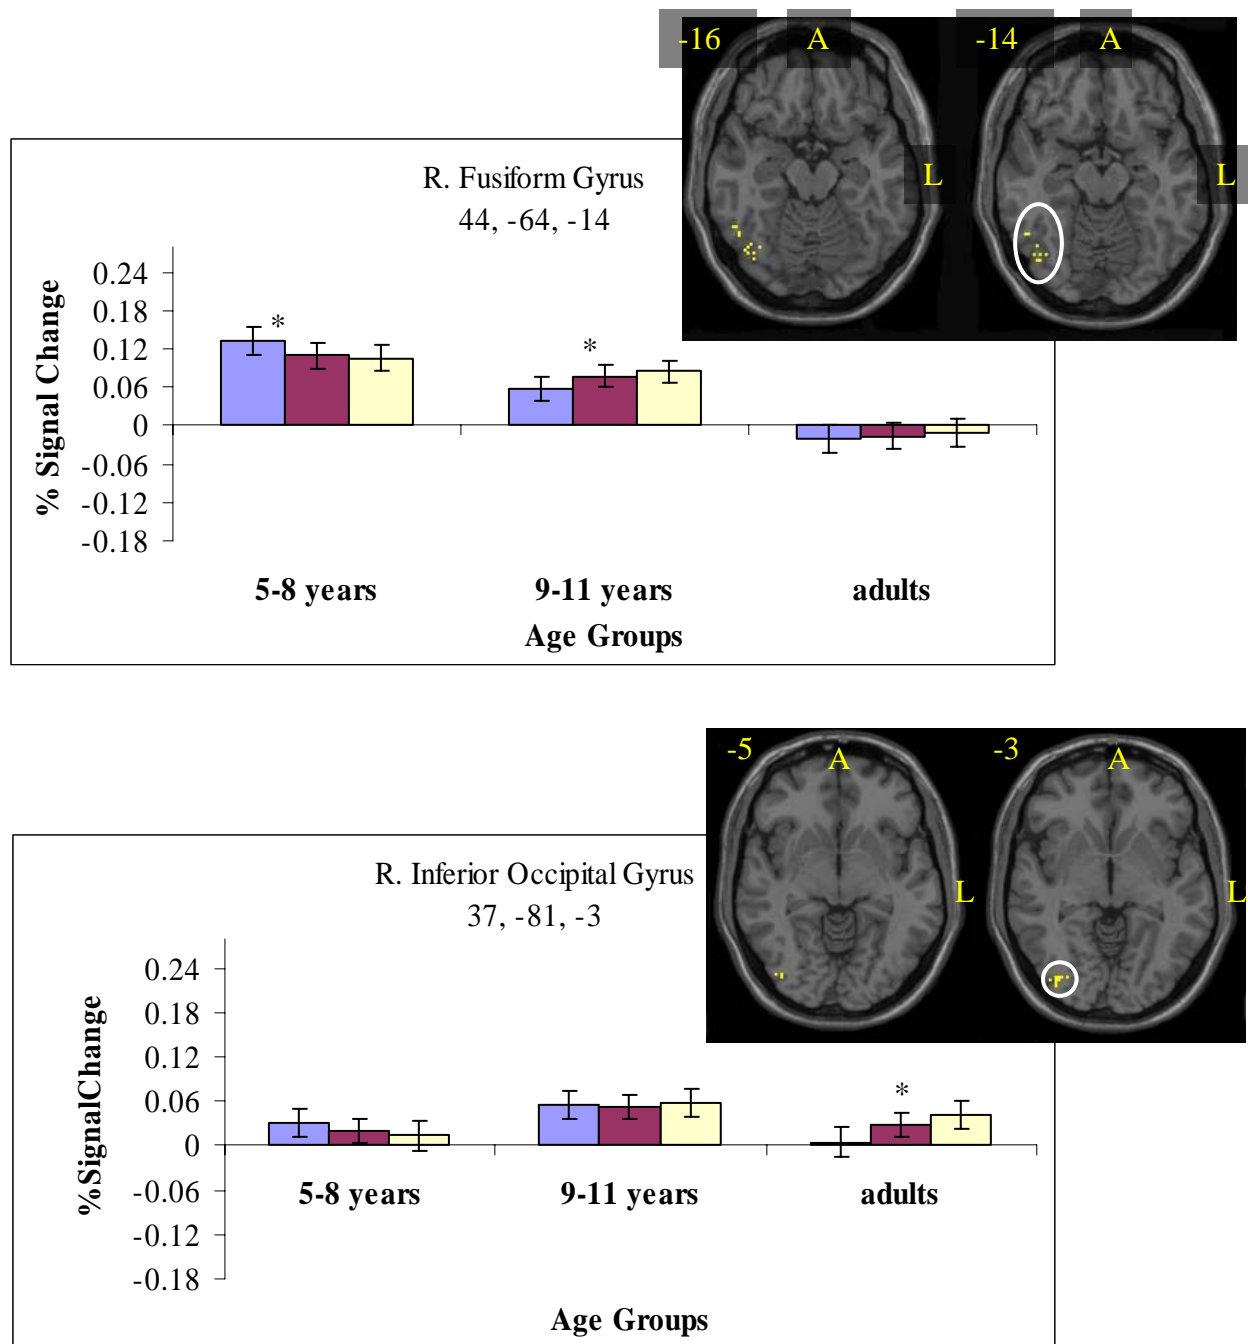 -16 A -14 A
L L
R. Fusiform Gyrus
44, -64, -14
% Signal Change
0.24
0.18
0.12
0.06
0
-0.06
-0.12
-0.18
*
*
5-8 years 9-11 years adults
Age Groups
-5 A -3 A
L L
R. Inferior Occipital Gyrus
37, -81, -3
%SignalChange
0.24
0.18
0.12
0.06
0
-0.06
-0.12
-0.18
*
5-8 years 9-11 years adults
Age Groups